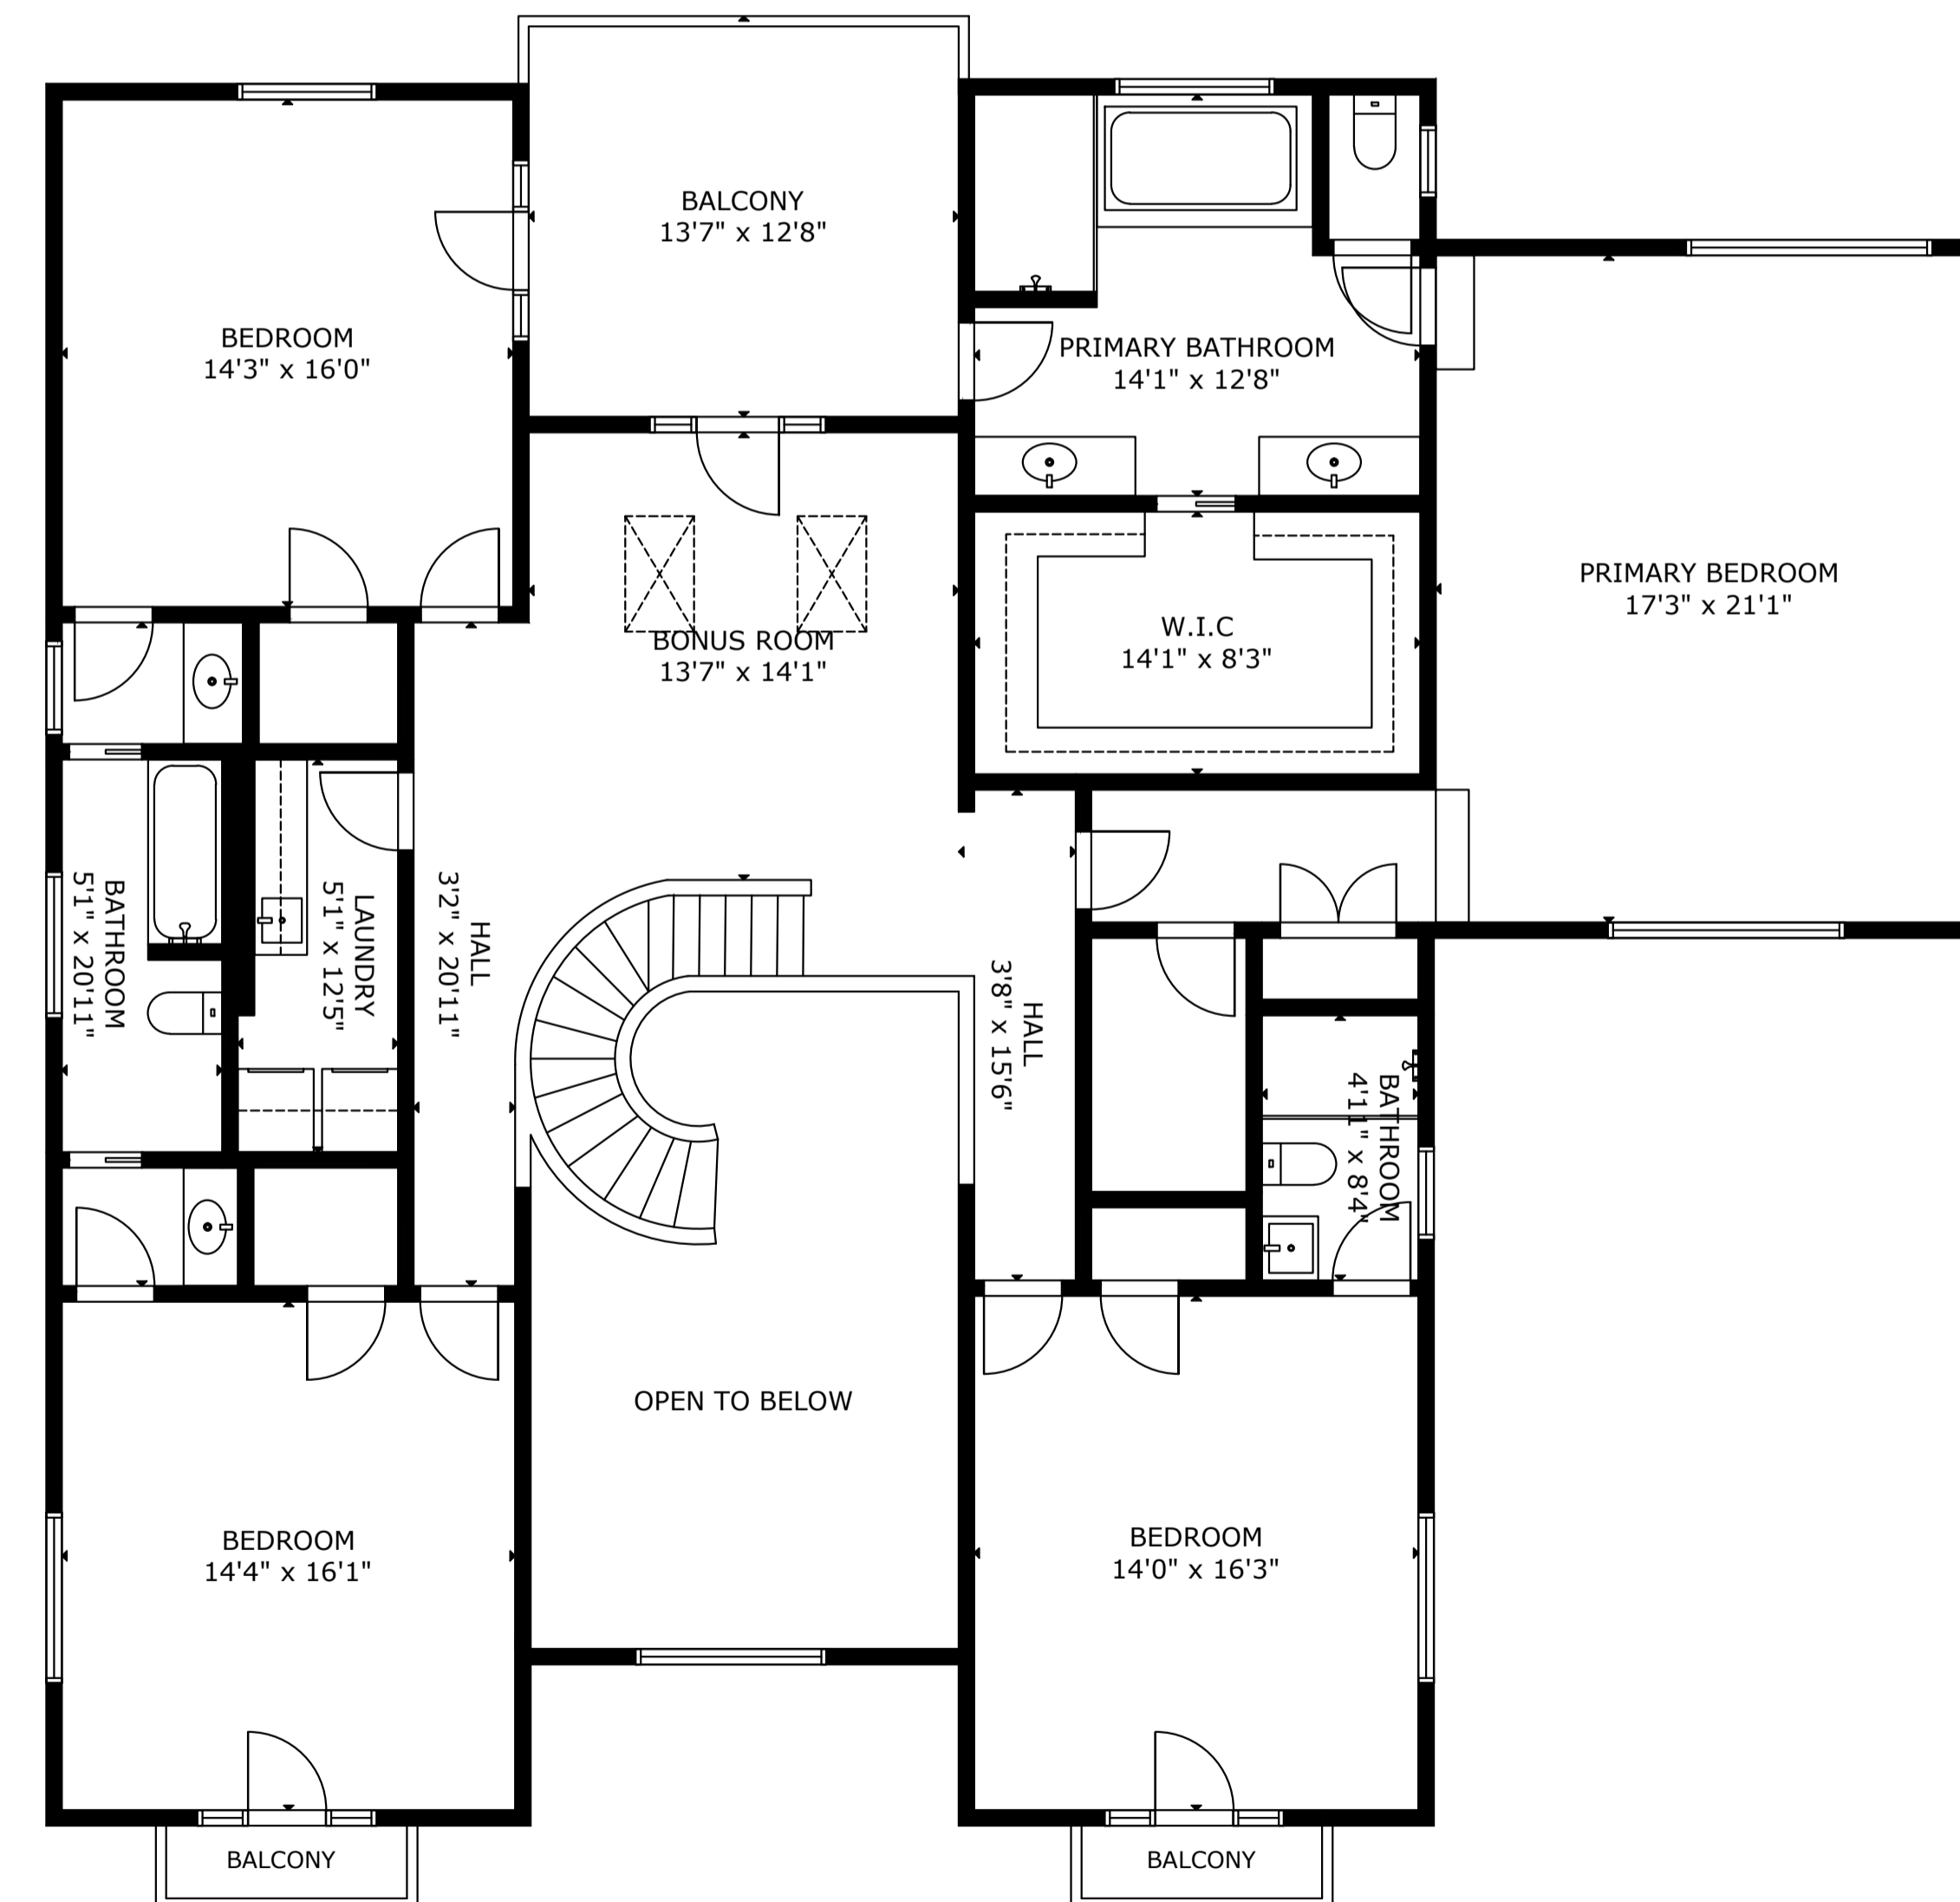 BALCONY
13'7" x 12'8"
BEDROOM
14'3" x 16'0"
PRIMARY BATHROOM
14'1" x 12'8"
PRIMARY BEDROOM
17'3" x 21'1"
BONUS ROOM
13'7" x 14'1"
W.I.C
14'1" x 8'3"
BATHROOM
5'1" x 20'11"
LAUNDRY
5'1" x 12'5"
HALL
3'2" x 20'11"
HALL
3'8" x 15'6"
BATHROOM
4'11" x 8'4"
OPEN TO BELOW
BEDROOM
14'4" x 16'1"
BEDROOM
14'0" x 16'3"
BALCONY
BALCONY